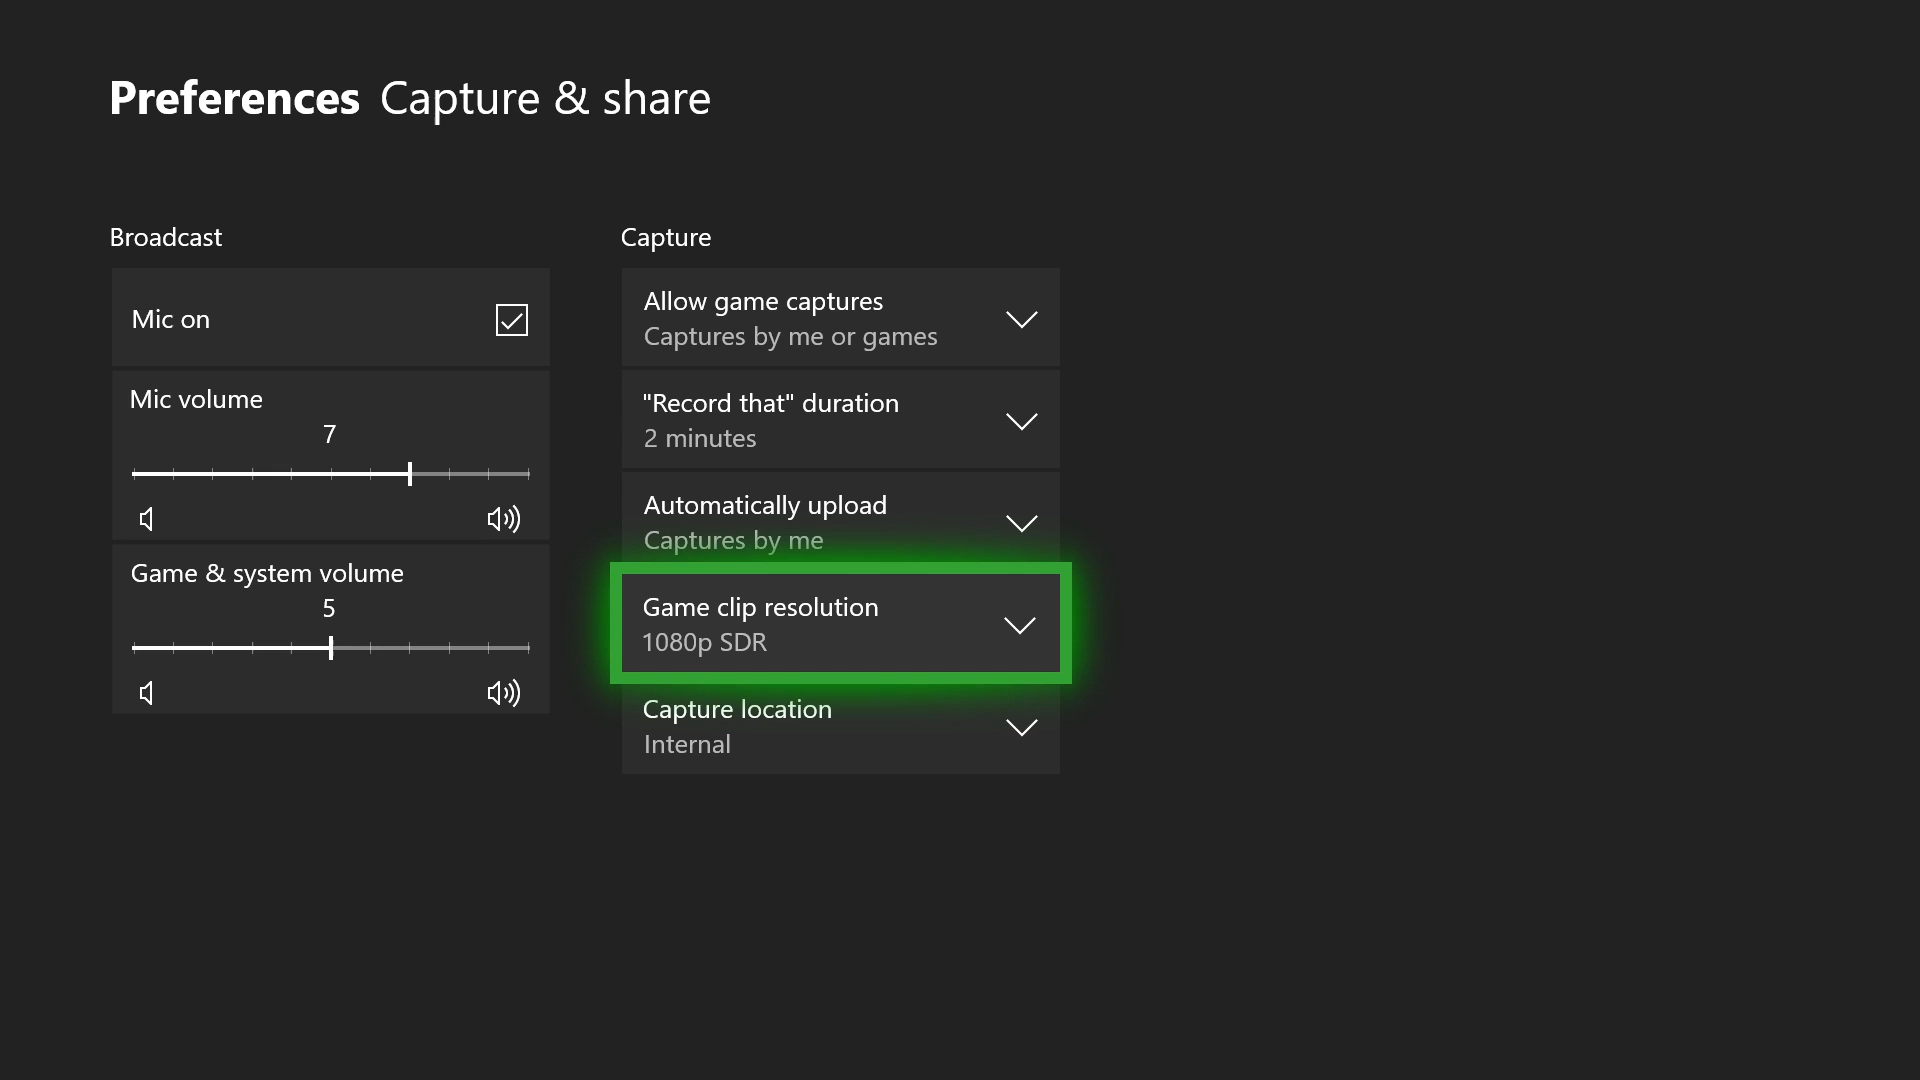 Preferences Capture & share
Broadcast
Mic on
Mic volume
7
Game & system volume
5
Capture
Allow game captures
Captures by me or games
"Record that" duration
2 minutes
Automatically upload
Captures by me
Game clip resolution
1080p SDR
Capture location
Internal